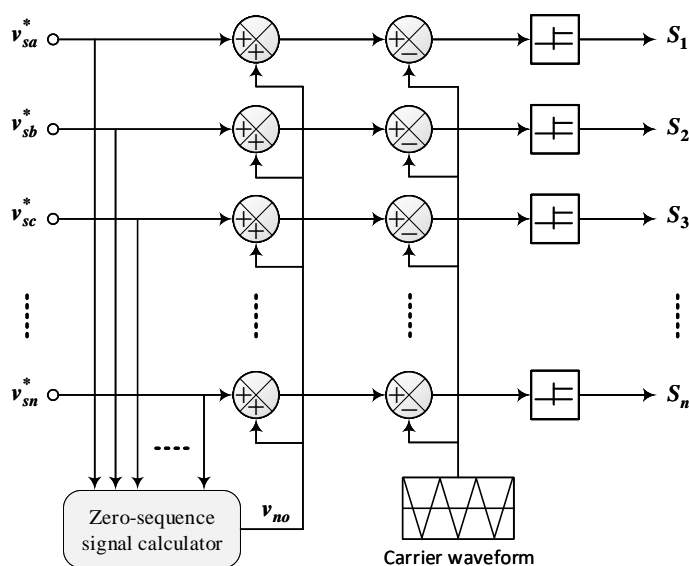 v*sa S1
v*sb S2
v*sc S3
v*sn Sn
Zero-sequence
signal calculator
vno
Carrier waveform